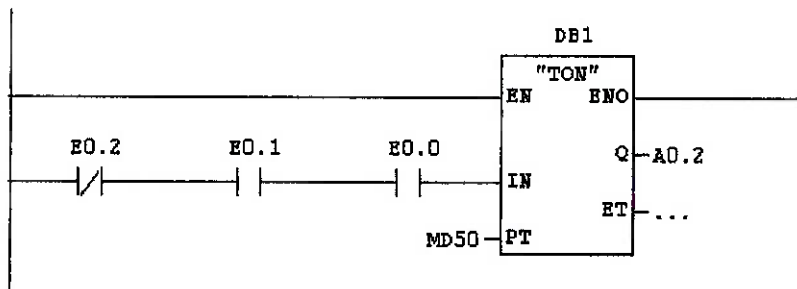 DB1
"TON"
EN ENO
E0.2 E0.1 E0.0
Q A0.2
IN
ET ...
MD50 PT